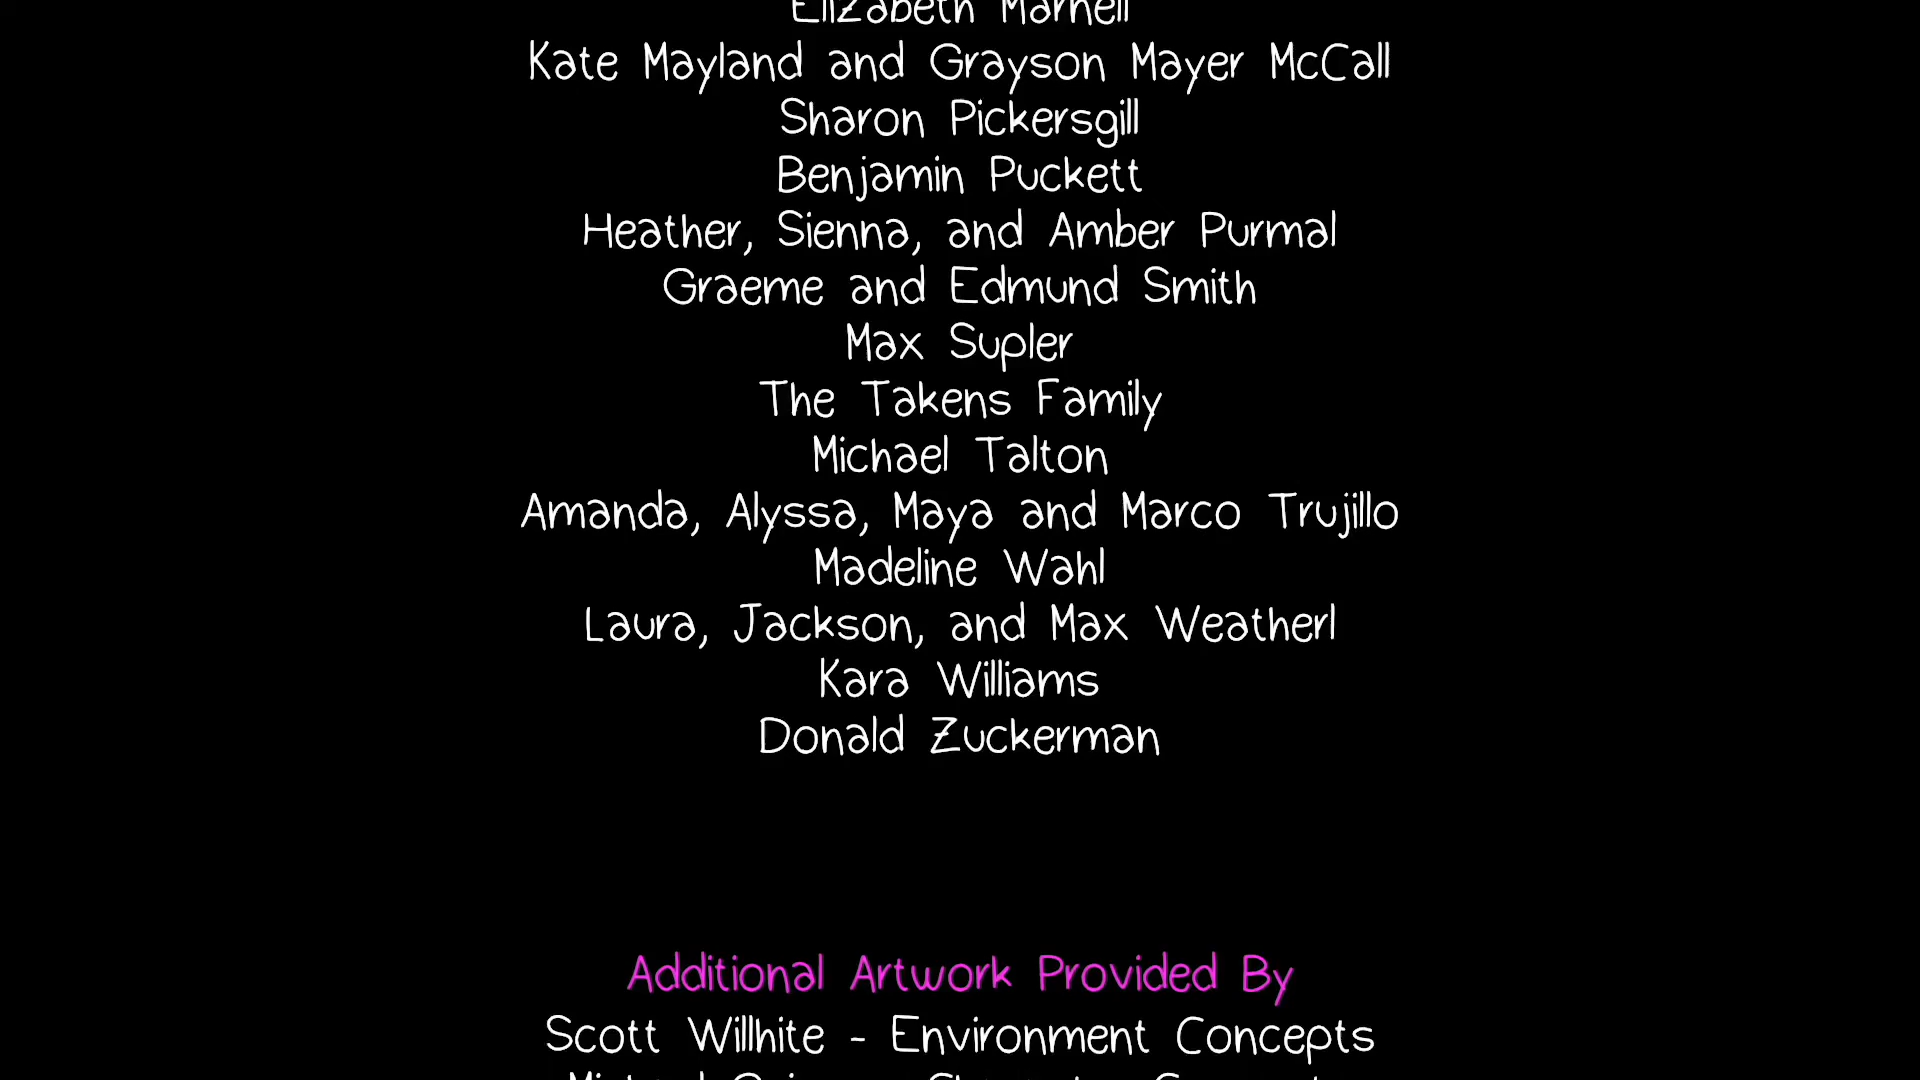 Elizabeth Marnell
Kate Mayland and Grayson Mayer McCall
Sharon Pickersgill
Benjamin Puckett
Heather, Sienna, and Amber Purmal
Graeme and Edmund Smith
Max Supler
The Takens Family
Michael Talton
Amanda, Alyssa, Maya and Marco Trujillo
Madeline Wahl
Laura, Jackson, and Max Weatherl
Kara Williams
Donald Zuckerman
Additional Artwork Provided By
Scott Willhite - Environment Concepts